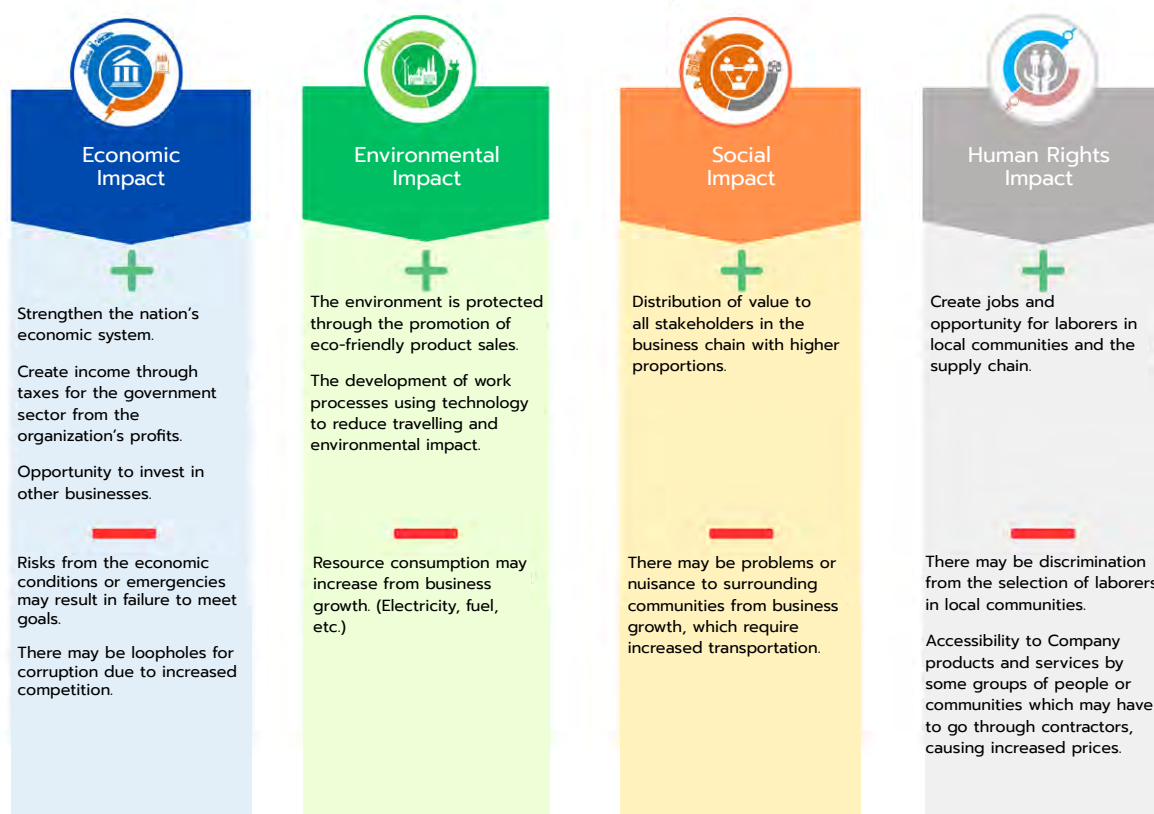 Economic
Impact
Strengthen the nation's
economic system.
Create income through
taxes for the government
sector from the
organization's profits.
Opportunity to invest in
other businesses.
Risks from the economic
conditions or emergencies
may result in failure to meet
goals.
There may be loopholes for
corruption due to increased
competition.
Environmental
Impact
The environment is protected
through the promotion of
eco-friendly product sales.
The development of work
processes using technology
to reduce travelling and
environmental impact.
Resource consumption may
increase from business
growth. (Electricity, fuel,
etc.)
Social
Impact
Distribution of value to
all stakeholders in the
business chain with higher
proportions.
There may be problems or
nuisance to surrounding
communities from business
growth, which require
increased transportation.
Human Rights
Impact
Create jobs and
opportunity for laborers in
local communities and the
supply chain.
There may be discrimination
from the selection of laborers
in local communities.
Accessibility to Company
products and services by
some groups of people or
communities which may have
to go through contractors,
causing increased prices.